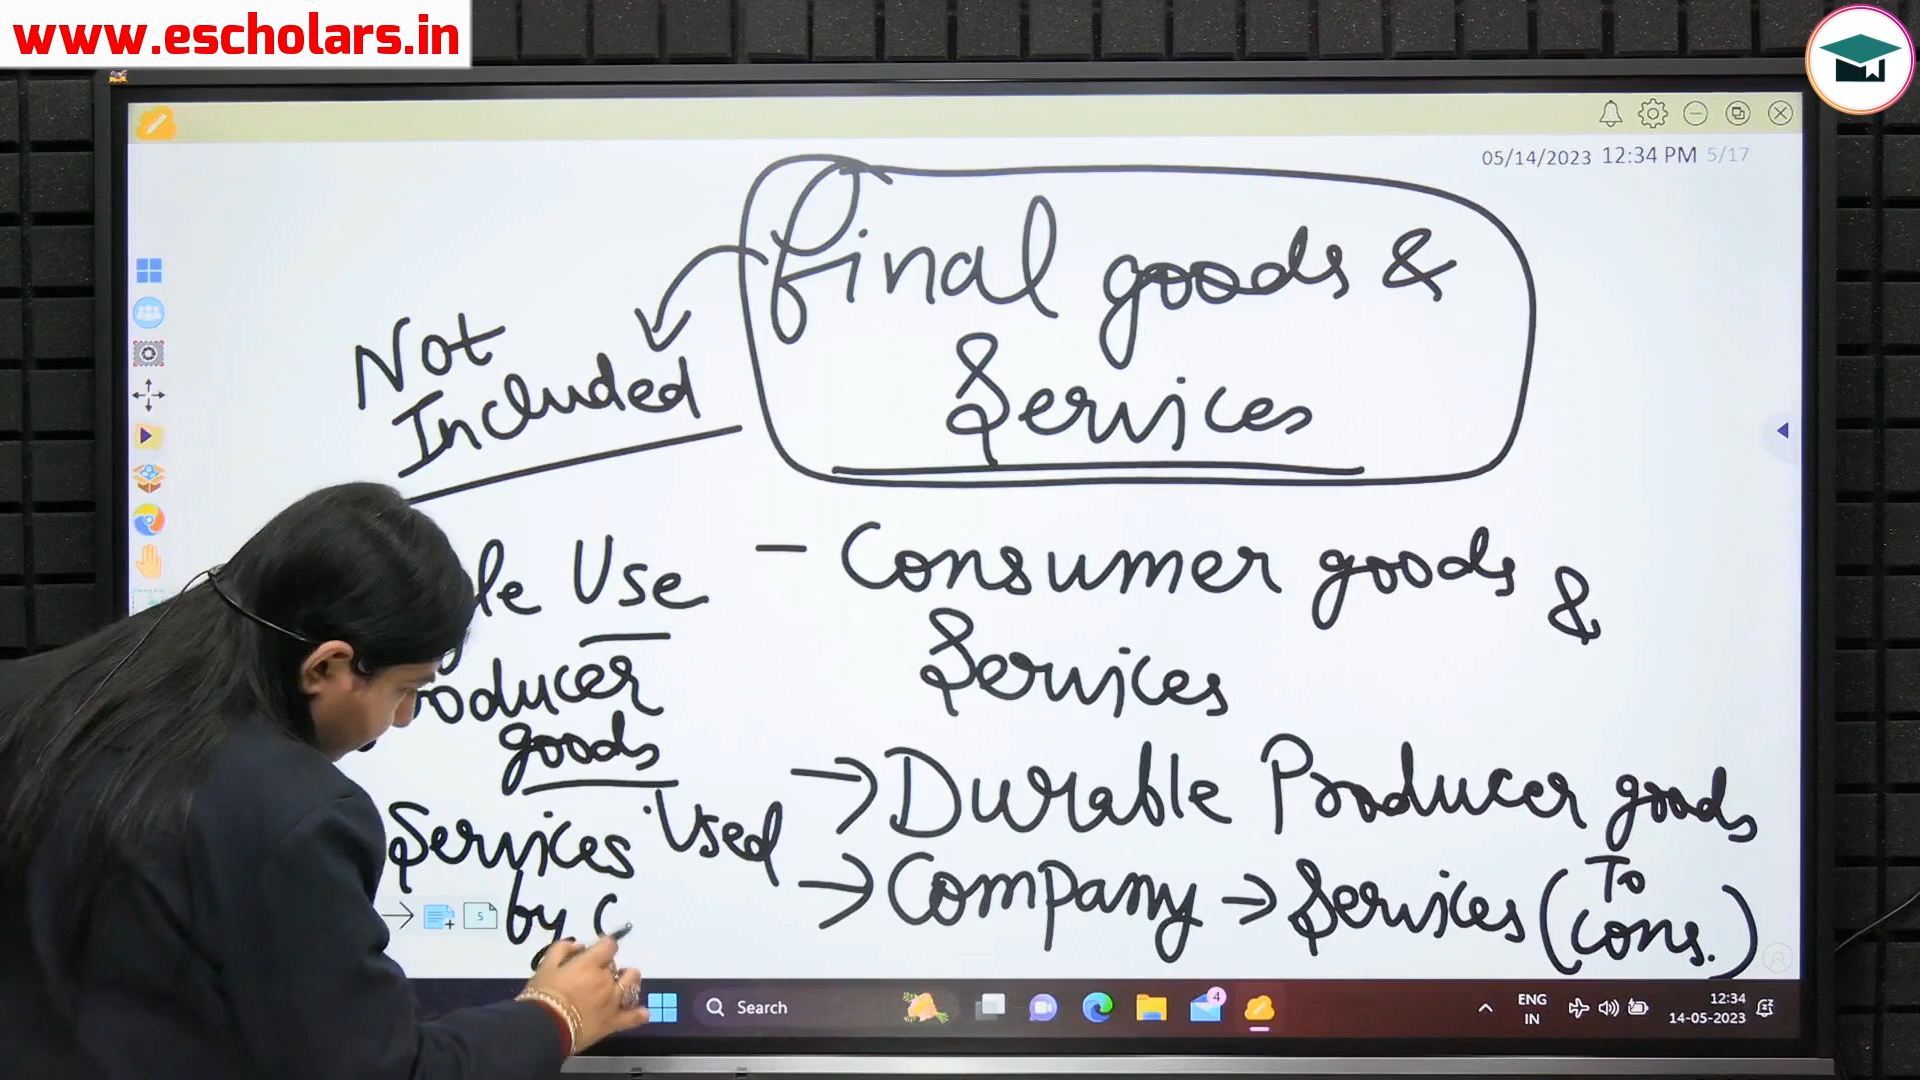 www.escholars.in
05/14/2023 12:34 PM 5/17
Final goods &
Services
Not
Included
Use
goods
Services Used
by
- Consumer goods &
Services
→ Durable Producer goods
→ Company → Services (To
Cons.)
5
Search
4
ENG
IN
12:34
14-05-2023